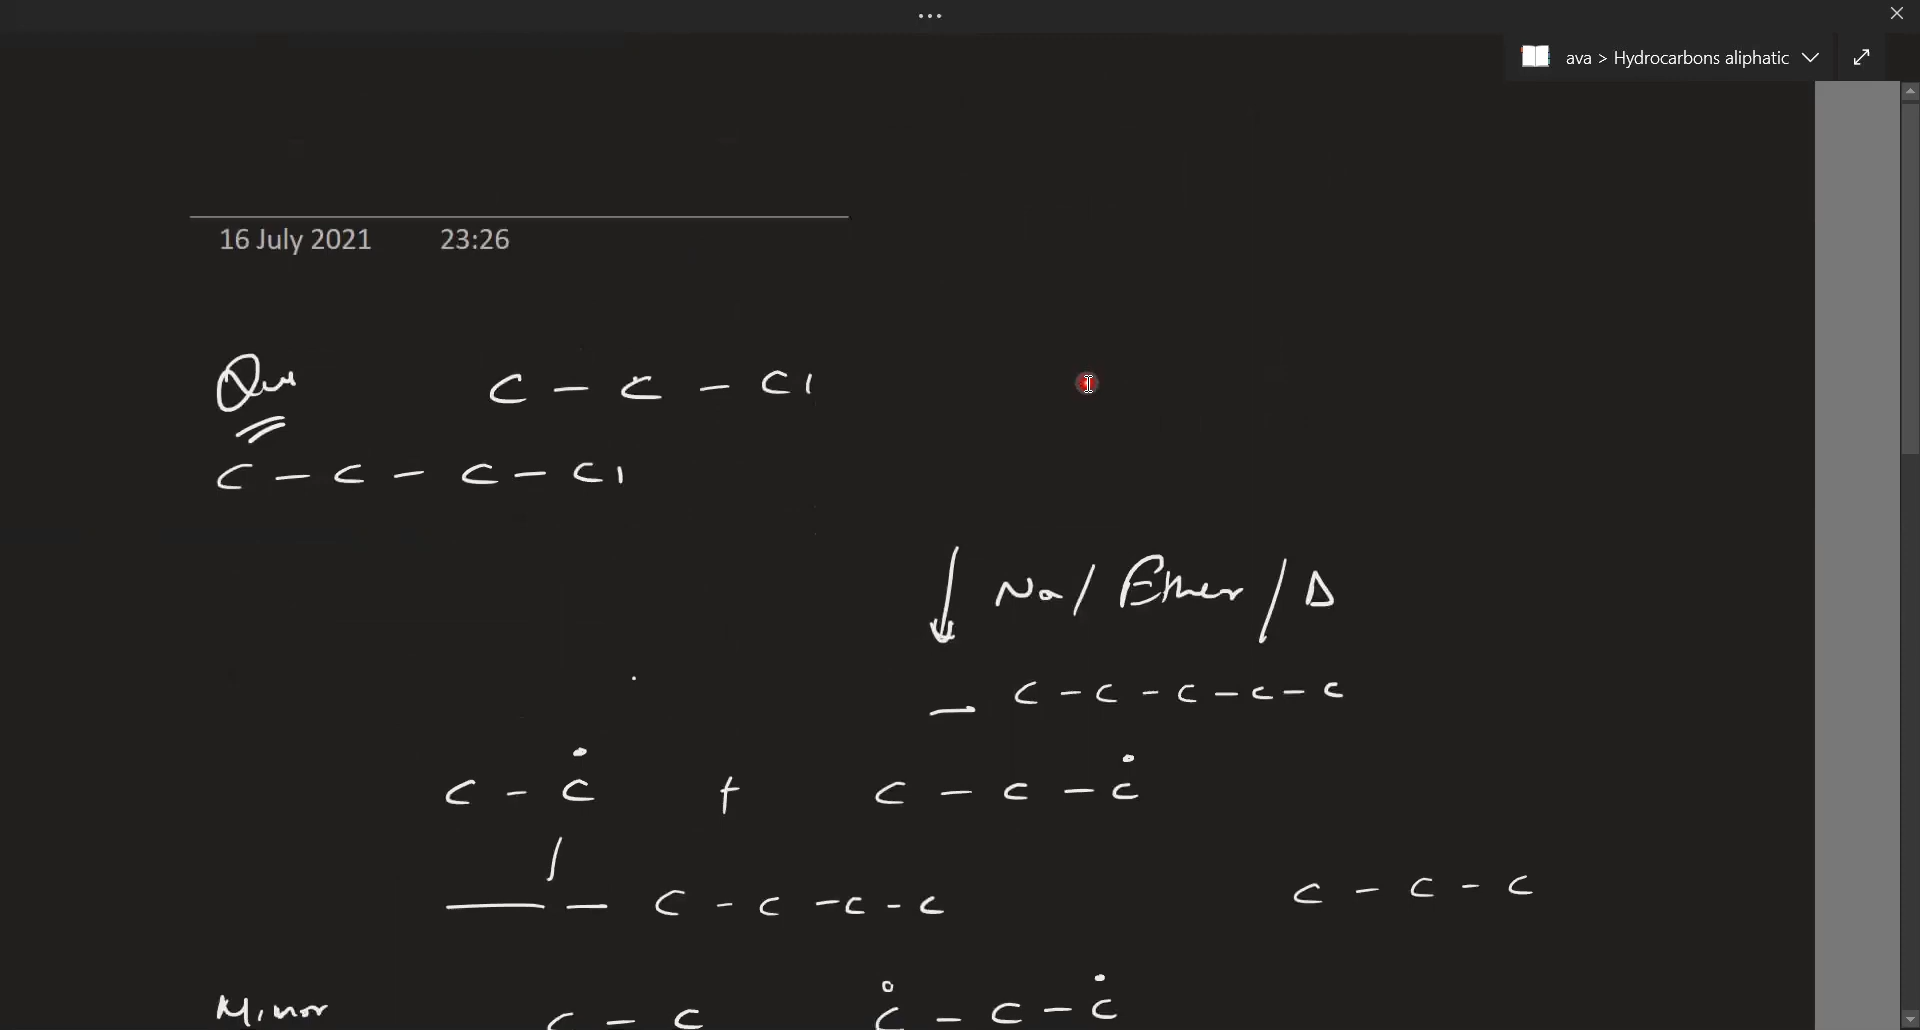 ...
ava > Hydrocarbons aliphatic
16 July 2021 23:26
Que C - C - Cl
C - C - C - Cl
↓ Na / Ether / Δ
- C - C - C - C - C
C - Ċ + C - C - Ċ
C - C - C - C
C - C - C
Minor C - C Ċ - C - Ċ